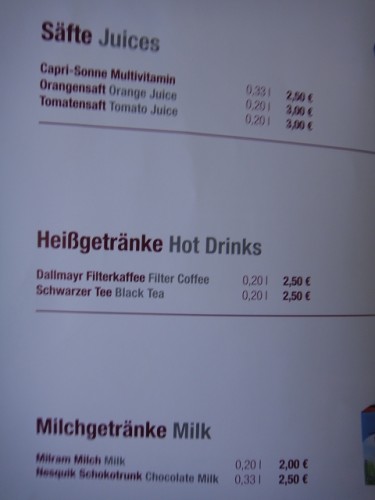 Säfte Juices
Capri-Sonne Multivitamin 0,33 l 2,50 €
Orangensaft Orange Juice 0,20 l 3,00 €
Tomatensaft Tomato Juice 0,20 l 3,00 €
Heißgetränke Hot Drinks
Dallmayr Filterkaffee Filter Coffee 0,20 l 2,50 €
Schwarzer Tee Black Tea 0,20 l 2,50 €
Milchgetränke Milk
Milram Milch Milk 0,20 l 2,00 €
Nesquik Schokotrunk Chocolate Milk 0,33 l 2,50 €